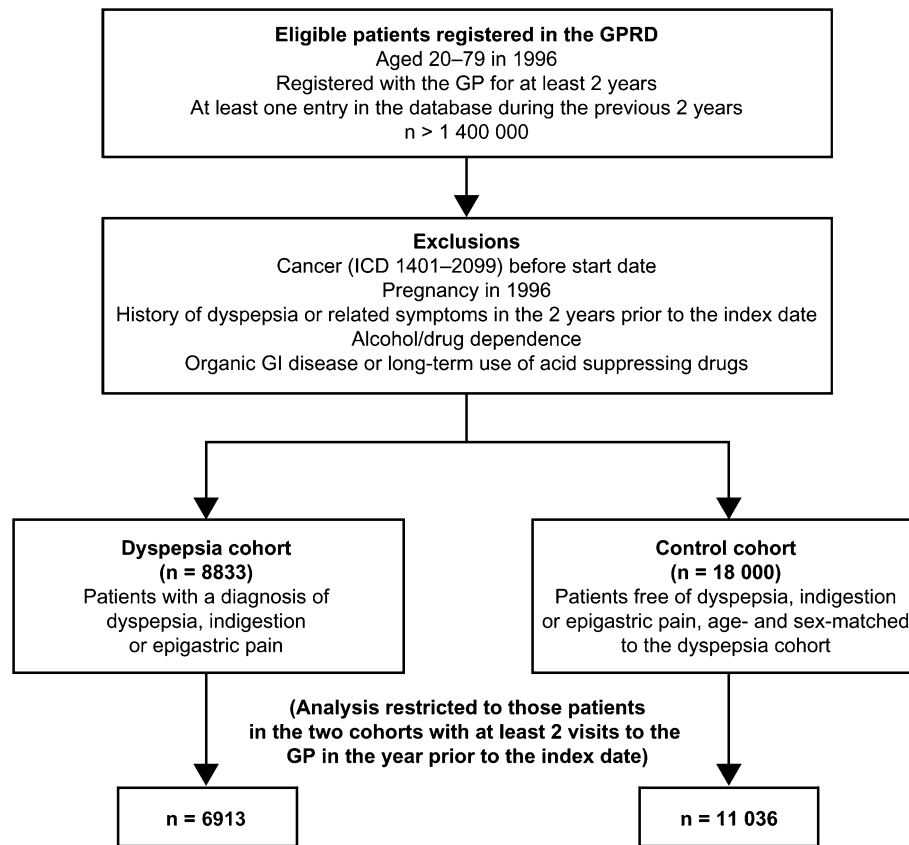 Eligible patients registered in the GPRD
Aged 20–79 in 1996
Registered with the GP for at least 2 years
At least one entry in the database during the previous 2 years
n > 1 400 000
Exclusions
Cancer (ICD 1401–2099) before start date
Pregnancy in 1996
History of dyspepsia or related symptoms in the 2 years prior to the index date
Alcohol/drug dependence
Organic GI disease or long-term use of acid suppressing drugs
Dyspepsia cohort
(n = 8833)
Patients with a diagnosis of
dyspepsia, indigestion
or epigastric pain
Control cohort
(n = 18 000)
Patients free of dyspepsia, indigestion
or epigastric pain, age- and sex-matched
to the dyspepsia cohort
(Analysis restricted to those patients
in the two cohorts with at least 2 visits to the
GP in the year prior to the index date)
n = 6913
n = 11 036